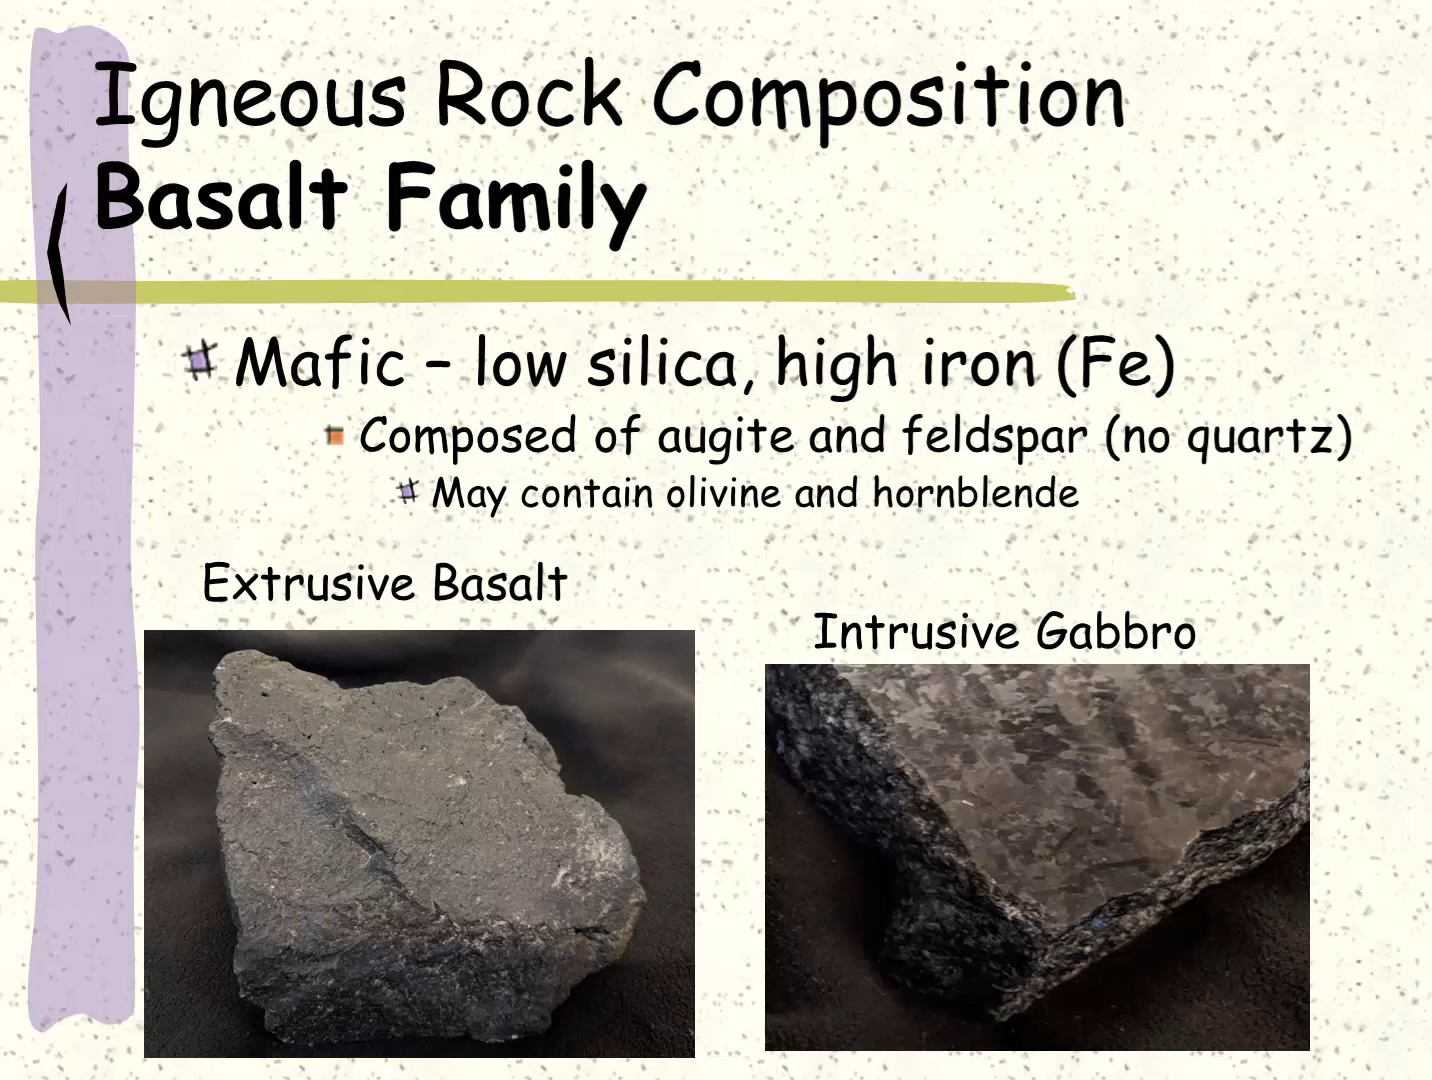 Igneous Rock Composition
Basalt Family
Mafic – low silica, high iron (Fe)
Composed of augite and feldspar (no quartz)
May contain olivine and hornblende
Extrusive Basalt
Intrusive Gabbro